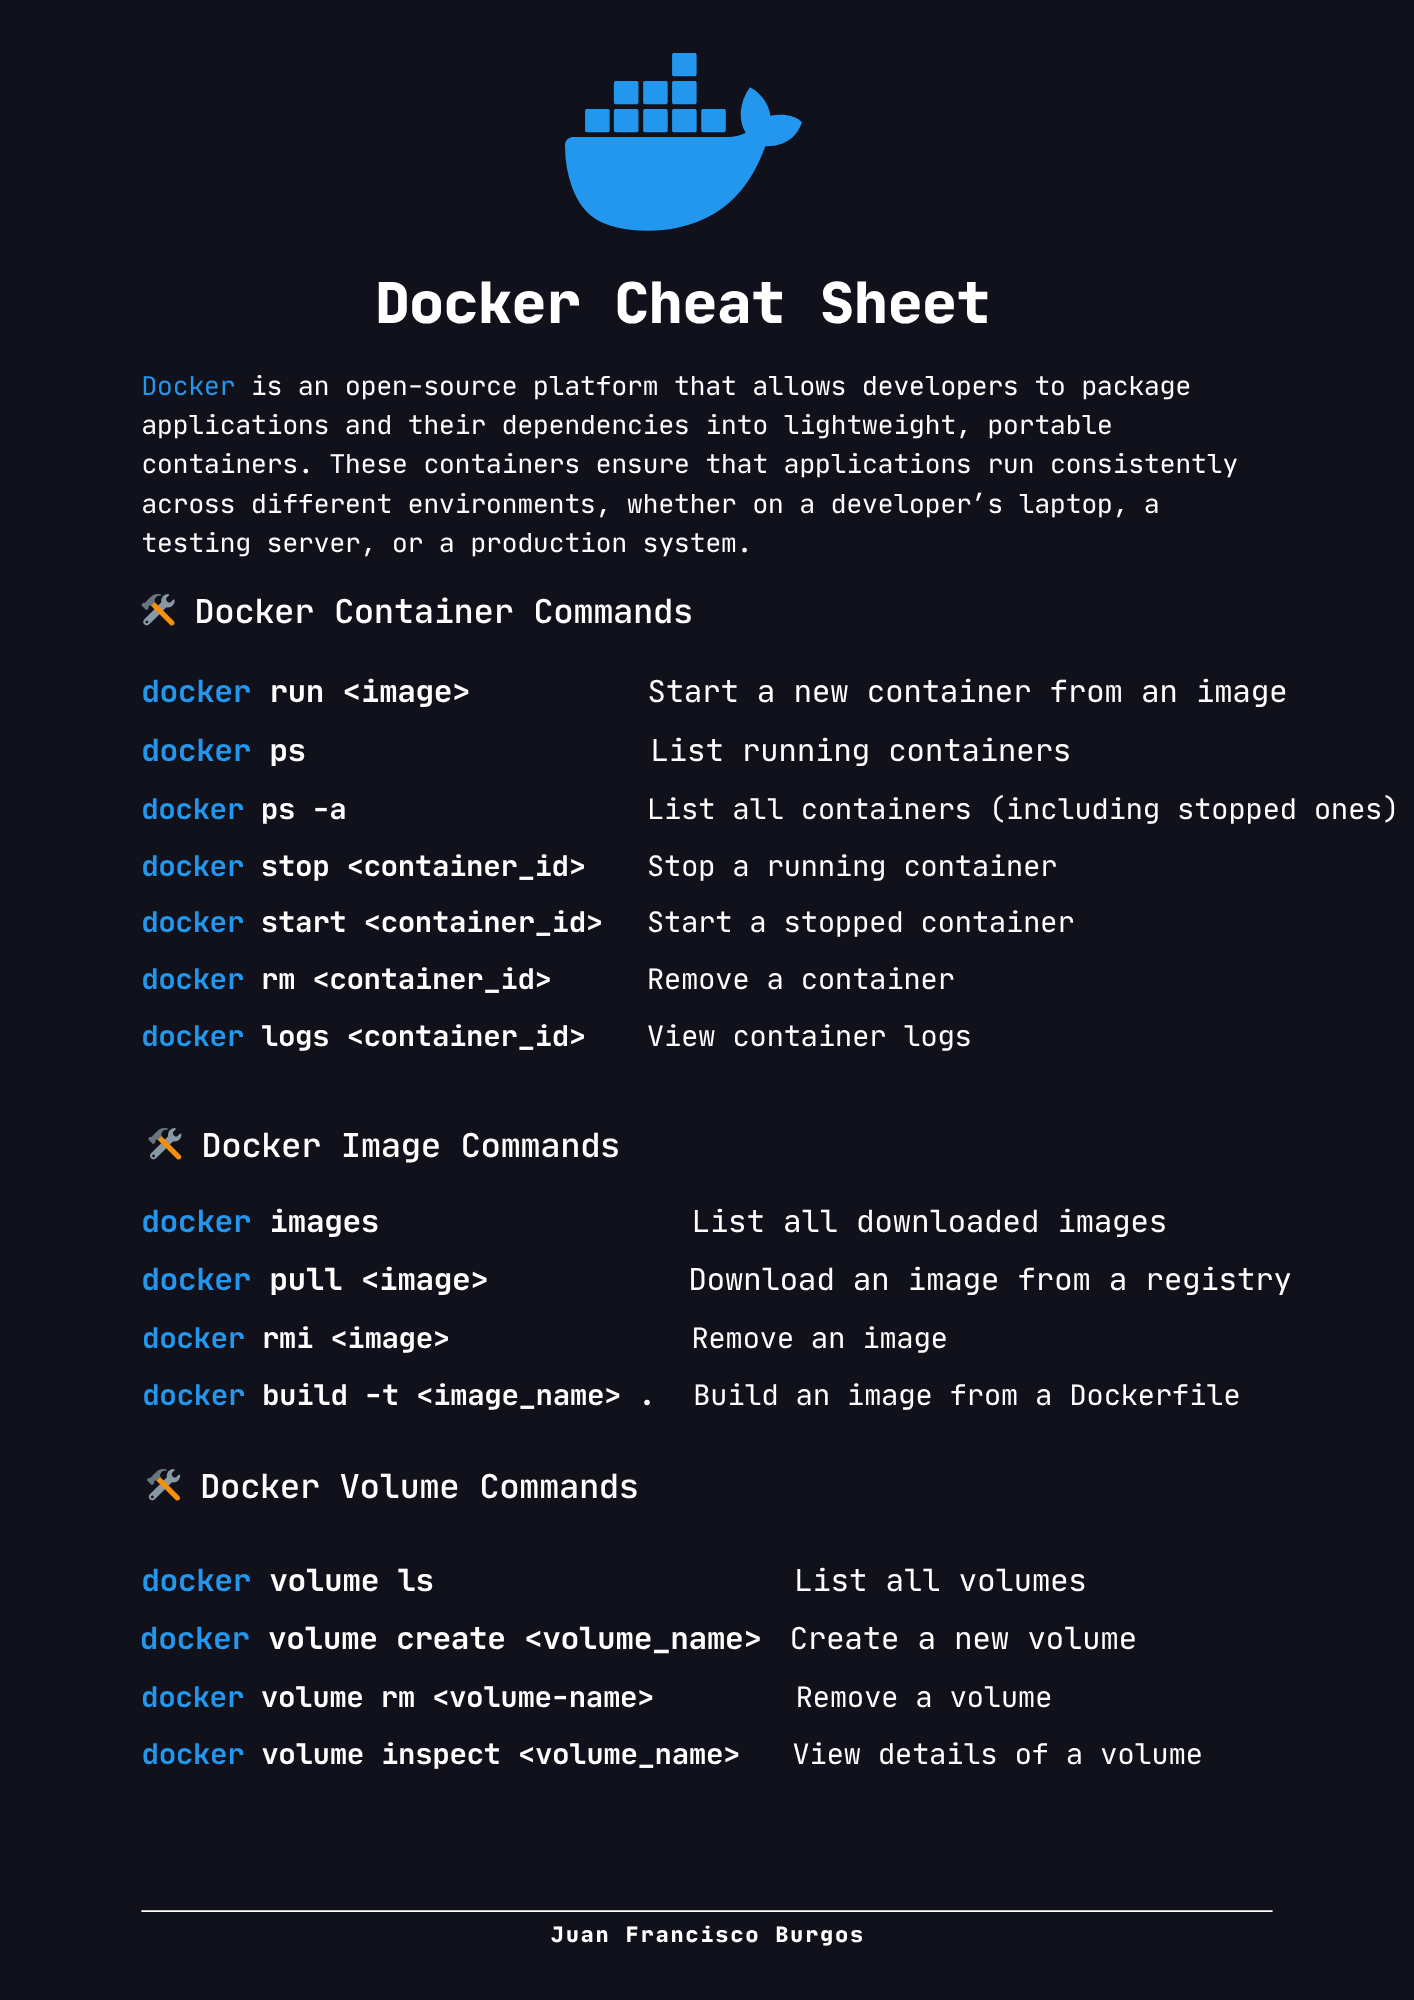 Docker Cheat Sheet
Docker is an open-source platform that allows developers to package
applications and their dependencies into lightweight, portable
containers. These containers ensure that applications run consistently
across different environments, whether on a developer’s laptop, a
testing server, or a production system.
🛠 Docker Container Commands
docker run <image> Start a new container from an image
docker ps List running containers
docker ps -a List all containers (including stopped ones)
docker stop <container_id> Stop a running container
docker start <container_id> Start a stopped container
docker rm <container_id> Remove a container
docker logs <container_id> View container logs
🛠 Docker Image Commands
docker images List all downloaded images
docker pull <image> Download an image from a registry
docker rmi <image> Remove an image
docker build -t <image_name> . Build an image from a Dockerfile
🛠 Docker Volume Commands
docker volume ls List all volumes
docker volume create <volume_name> Create a new volume
docker volume rm <volume-name> Remove a volume
docker volume inspect <volume_name> View details of a volume
Juan Francisco Burgos